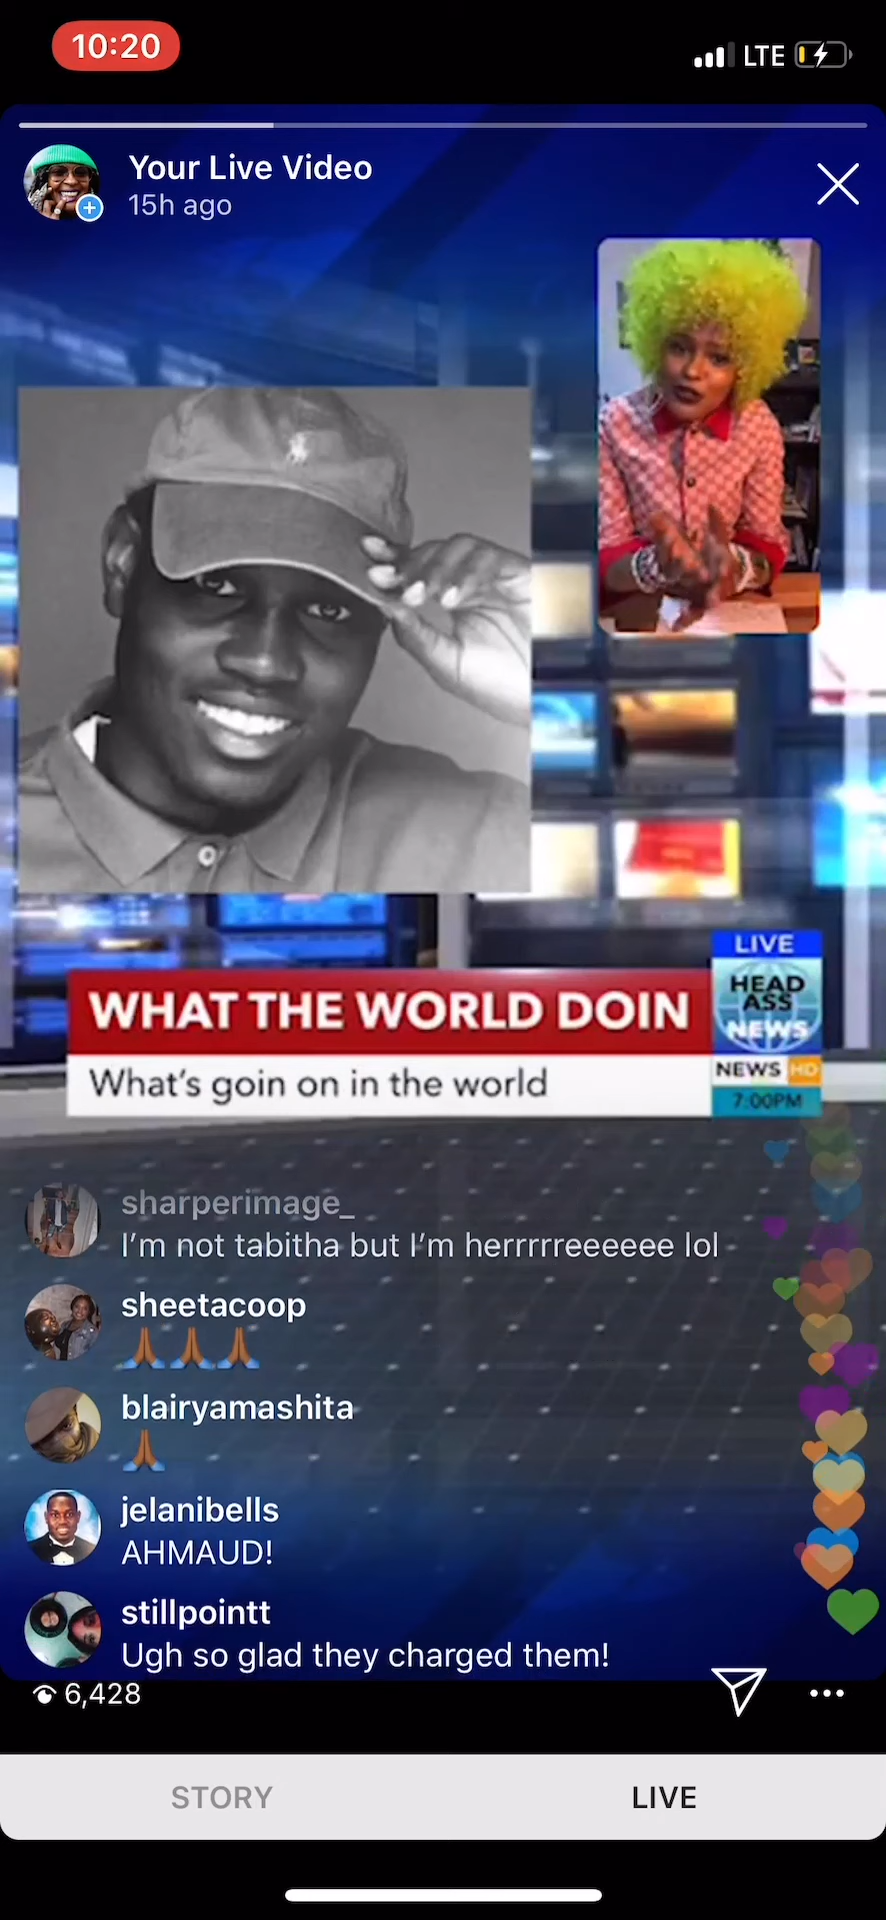 10:20
LTE
Your Live Video
15h ago
WHAT THE WORLD DOIN
What's goin on in the world
LIVE
HEAD
ASS
NEWS
NEWS HD
7:00PM
sharperimage_
I'm not tabitha but I'm herrrrreeeeee lol
sheetacoop
🙏🏾🙏🏾🙏🏾
blairyamashita
🙏🏾
jelanibells
AHMAUD!
stillpointt
Ugh so glad they charged them!
6,428
STORY
LIVE